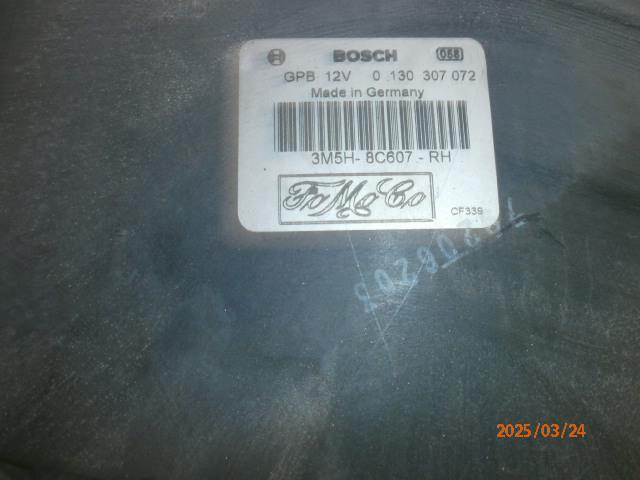 BOSCH 058
GPB 12V 0 130 307 072
Made in Germany
3M5H-8C607-RH
FoMoCo
CF339
2025/03/24